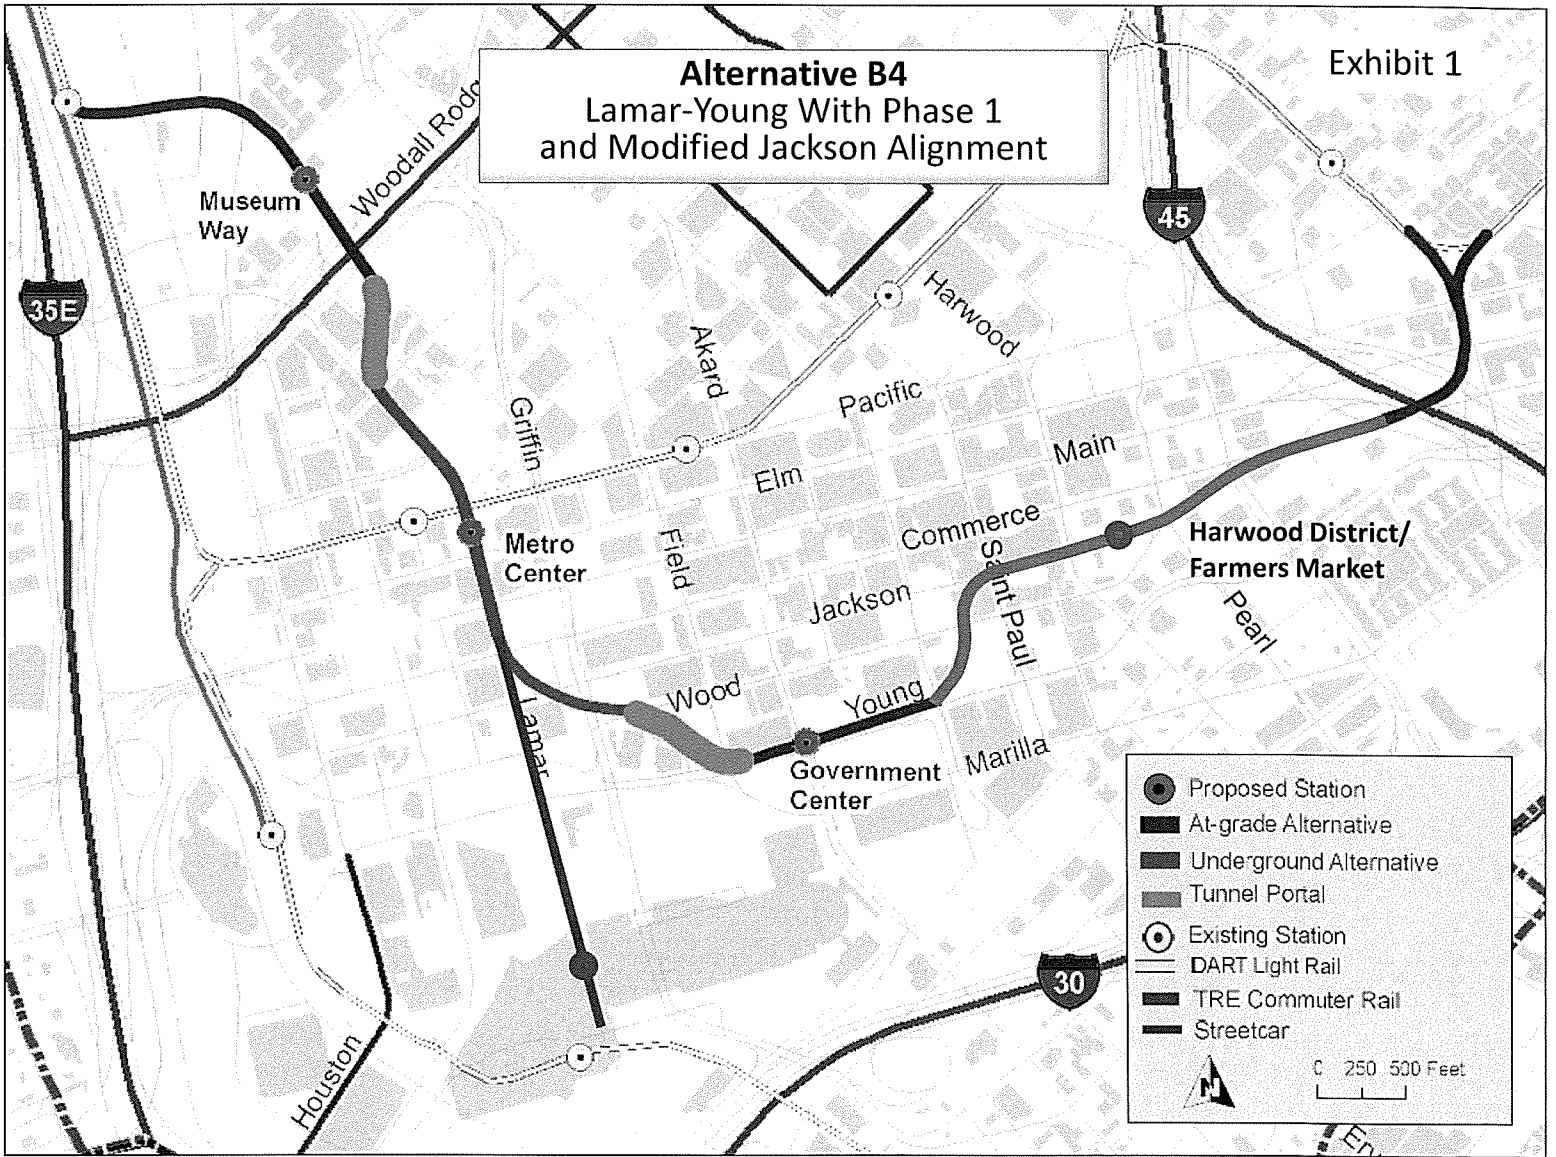 Alternative B4
Lamar-Young With Phase 1
and Modified Jackson Alignment
Exhibit 1
Woodall Rodg
45
Museum
Way
35E
Harwood
Akard
Pacific
Griffin
Main
Elm
Commerce
Harwood District/
Farmers Market
Metro
Center
Field
Saint Paul
Jackson
Pearl
Wood
Young
Lamar
Marilla
Government
Center
Proposed Station
At-grade Alternative
Underground Alternative
Tunnel Portal
Existing Station
DART Light Rail
TRE Commuter Rail
Streetcar
30
N
0 250 500 Feet
Houston